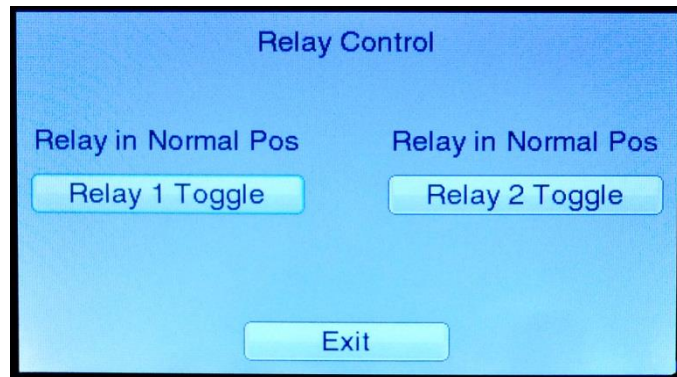 Relay Control
Relay in Normal Pos Relay in Normal Pos
Relay 1 Toggle Relay 2 Toggle
Exit